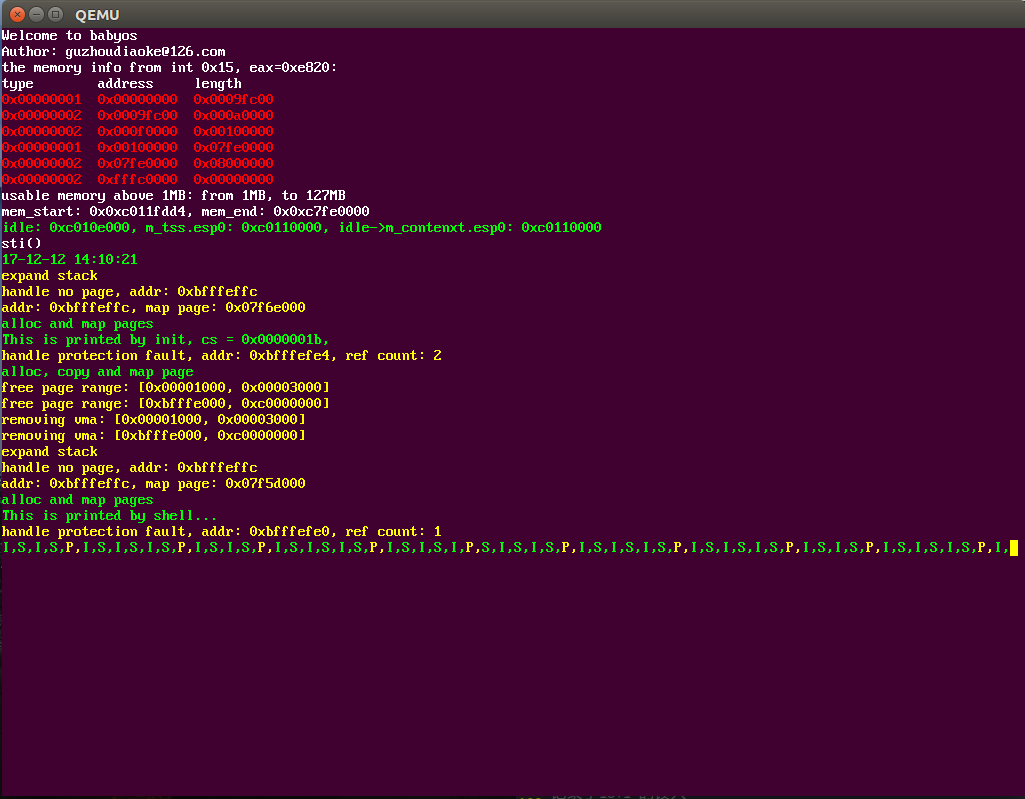 QEMU
Welcome to babyos
Author: guzhoudiaoke@126.com
the memory info from int 0x15, eax=0xe820:
type        address     length
0x00000001  0x00000000  0x0009fc00
0x00000002  0x0009fc00  0x000a0000
0x00000002  0x000f0000  0x00100000
0x00000001  0x00100000  0x07fe0000
0x00000002  0x07fe0000  0x08000000
0x00000002  0xfffc0000  0x00000000
usable memory above 1MB: from 1MB, to 127MB
mem_start: 0x0xc011fdd4, mem_end: 0x0xc7fe0000
idle: 0xc010e000, m_tss.esp0: 0xc0110000, idle->m_contenxt.esp0: 0xc0110000
sti()
17-12-12 14:10:21
expand stack
handle no page, addr: 0xbfffeffc
addr: 0xbfffeffc, map page: 0x07f6e000
alloc and map pages
This is printed by init, cs = 0x0000001b,
handle protection fault, addr: 0xbfffefe4, ref count: 2
alloc, copy and map page
free page range: [0x00001000, 0x00003000]
free page range: [0xbfffe000, 0xc0000000]
removing vma: [0x00001000, 0x00003000]
removing vma: [0xbfffe000, 0xc0000000]
expand stack
handle no page, addr: 0xbfffeffc
addr: 0xbfffeffc, map page: 0x07f5d000
alloc and map pages
This is printed by shell...
handle protection fault, addr: 0xbfffefe0, ref count: 1
I,S,I,S,P,I,S,I,S,I,S,P,I,S,I,S,P,I,S,I,S,I,S,P,I,S,I,S,I,P,S,I,S,I,S,P,I,S,I,S,I,S,P,I,S,I,S,I,S,P,I,S,I,S,P,I,S,I,S,I,S,P,I,